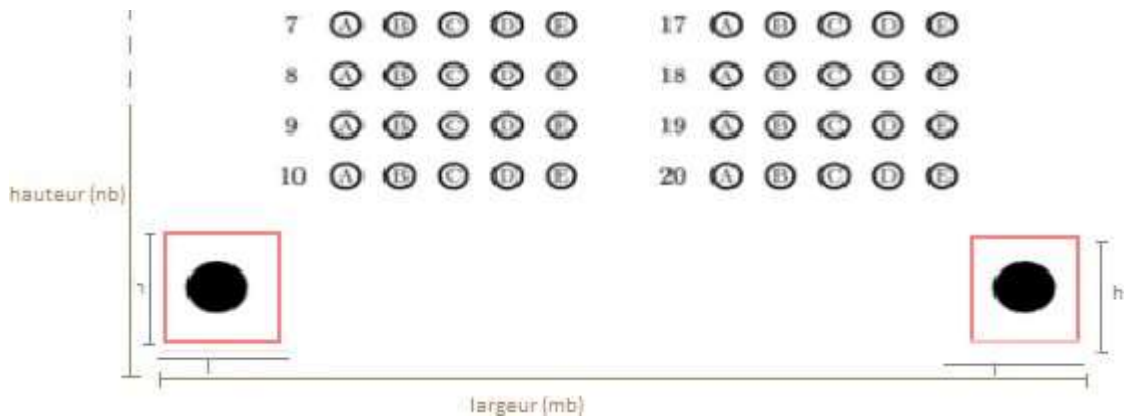 7 A B C D E 17 A B C D E
8 A B C D E 18 A B C D E
9 A B C D E 19 A B C D E
10 A B C D E 20 A B C D E
hauteur (nb)
h
largeur (mb)